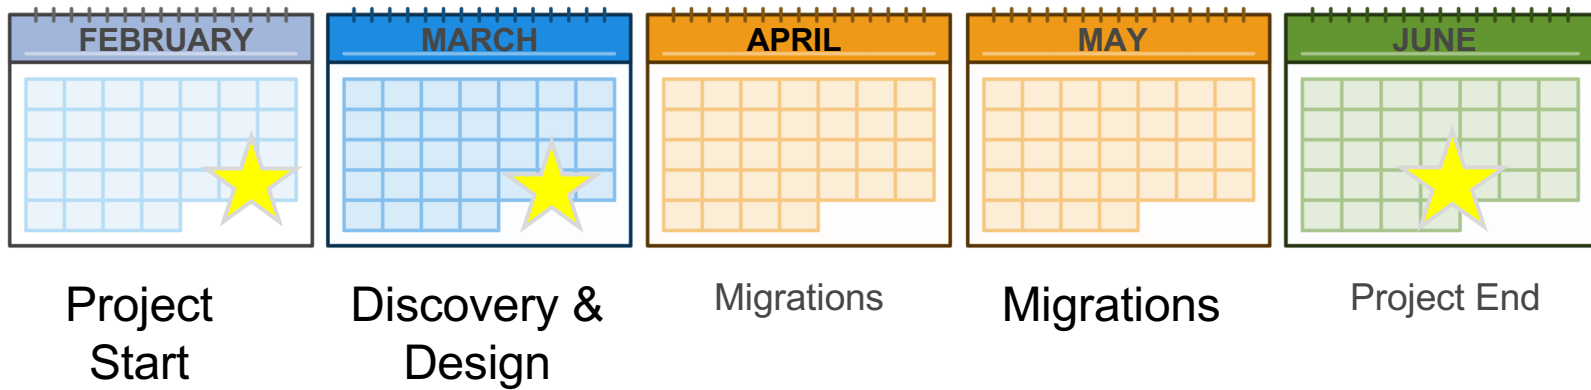 FEBRUARY
MARCH
APRIL
MAY
JUNE
Project
Start
Discovery &
Design
Migrations
Migrations
Project End